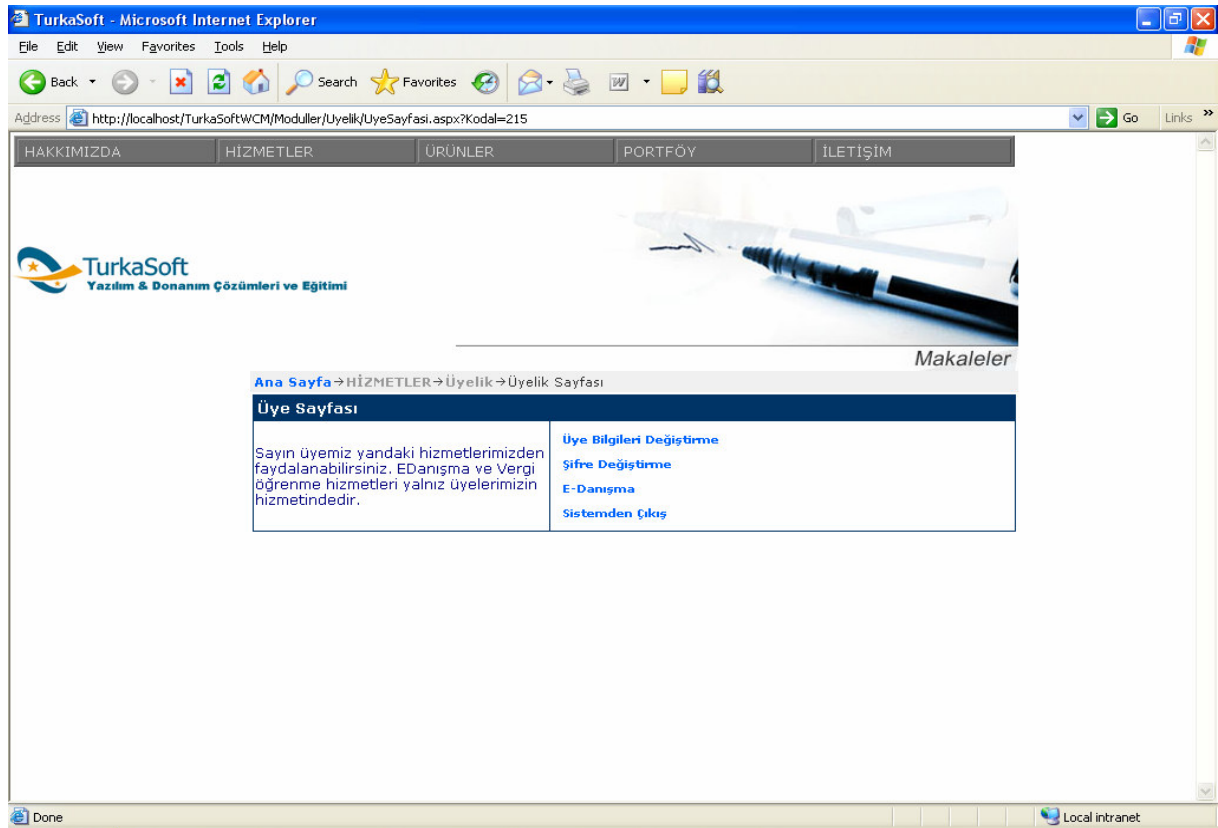 TurkaSoft - Microsoft Internet Explorer
File Edit View Favorites Tools Help
Back Search Favorites
Address http://localhost/TurkaSoftWCM/Moduller/Uyelik/UyeSayfasi.aspx?Kodal=215 Go Links »
HAKKIMIZDA HİZMETLER ÜRÜNLER PORTFÖY İLETİŞİM
TurkaSoft
Yazılım & Donanım Çözümleri ve Eğitimi
Makaleler
Ana Sayfa→HİZMETLER→Üyelik→Üyelik Sayfası
Üye Sayfası
Sayın üyemiz yandaki hizmetlerimizden
faydalanabilirsiniz. EDanışma ve Vergi
öğrenme hizmetleri yalnız üyelerimizin
hizmetindedir.
Üye Bilgileri Değiştirme
Şifre Değiştirme
E-Danışma
Sistemden Çıkış
Done Local intranet